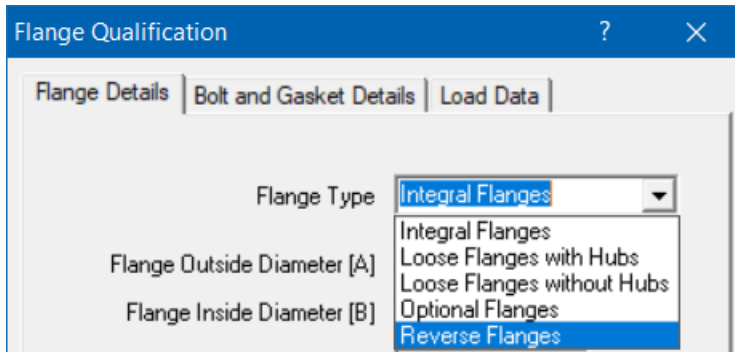 Flange Qualification ?
Flange Details Bolt and Gasket Details Load Data
Flange Type Integral Flanges
Integral Flanges
Loose Flanges with Hubs
Flange Outside Diameter [A]
Loose Flanges without Hubs
Flange Inside Diameter [B] Optional Flanges
Reverse Flanges